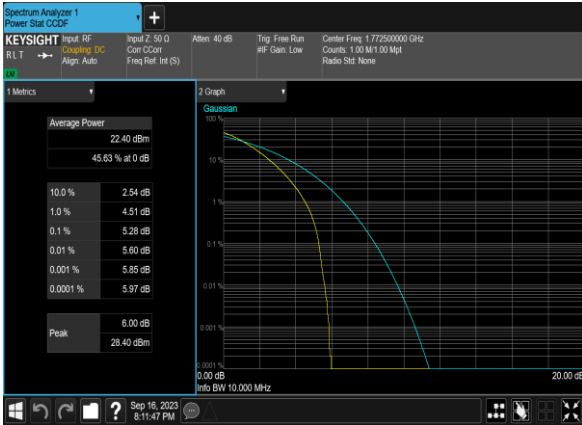 Spectrum Analyzer 1
Power Stat CCDF
KEYSIGHT
RLT
LM
Input: RF
Coupling: DC
Align: Auto
Input Z: 50 Ω
Corr CCorr
Freq Ref: Int (S)
Atten: 40 dB
Trig: Free Run
#IF Gain: Low
Center Freq: 1.772500000 GHz
Counts: 1.00 M/1.00 Mpt
Radio Std: None
1 Metrics
Average Power
22.40 dBm
45.63 % at 0 dB
10.0 % 2.54 dB
1.0 % 4.51 dB
0.1 % 5.28 dB
0.01 % 5.60 dB
0.001 % 5.85 dB
0.0001 % 5.97 dB
Peak
6.00 dB
28.40 dBm
2 Graph
Gaussian
100 %
10 %
1 %
0.1 %
0.01 %
0.001 %
0.0001 %
0.00 dB
20.00 dB
Info BW 10.000 MHz
?
Sep 16, 2023
8:11:47 PM